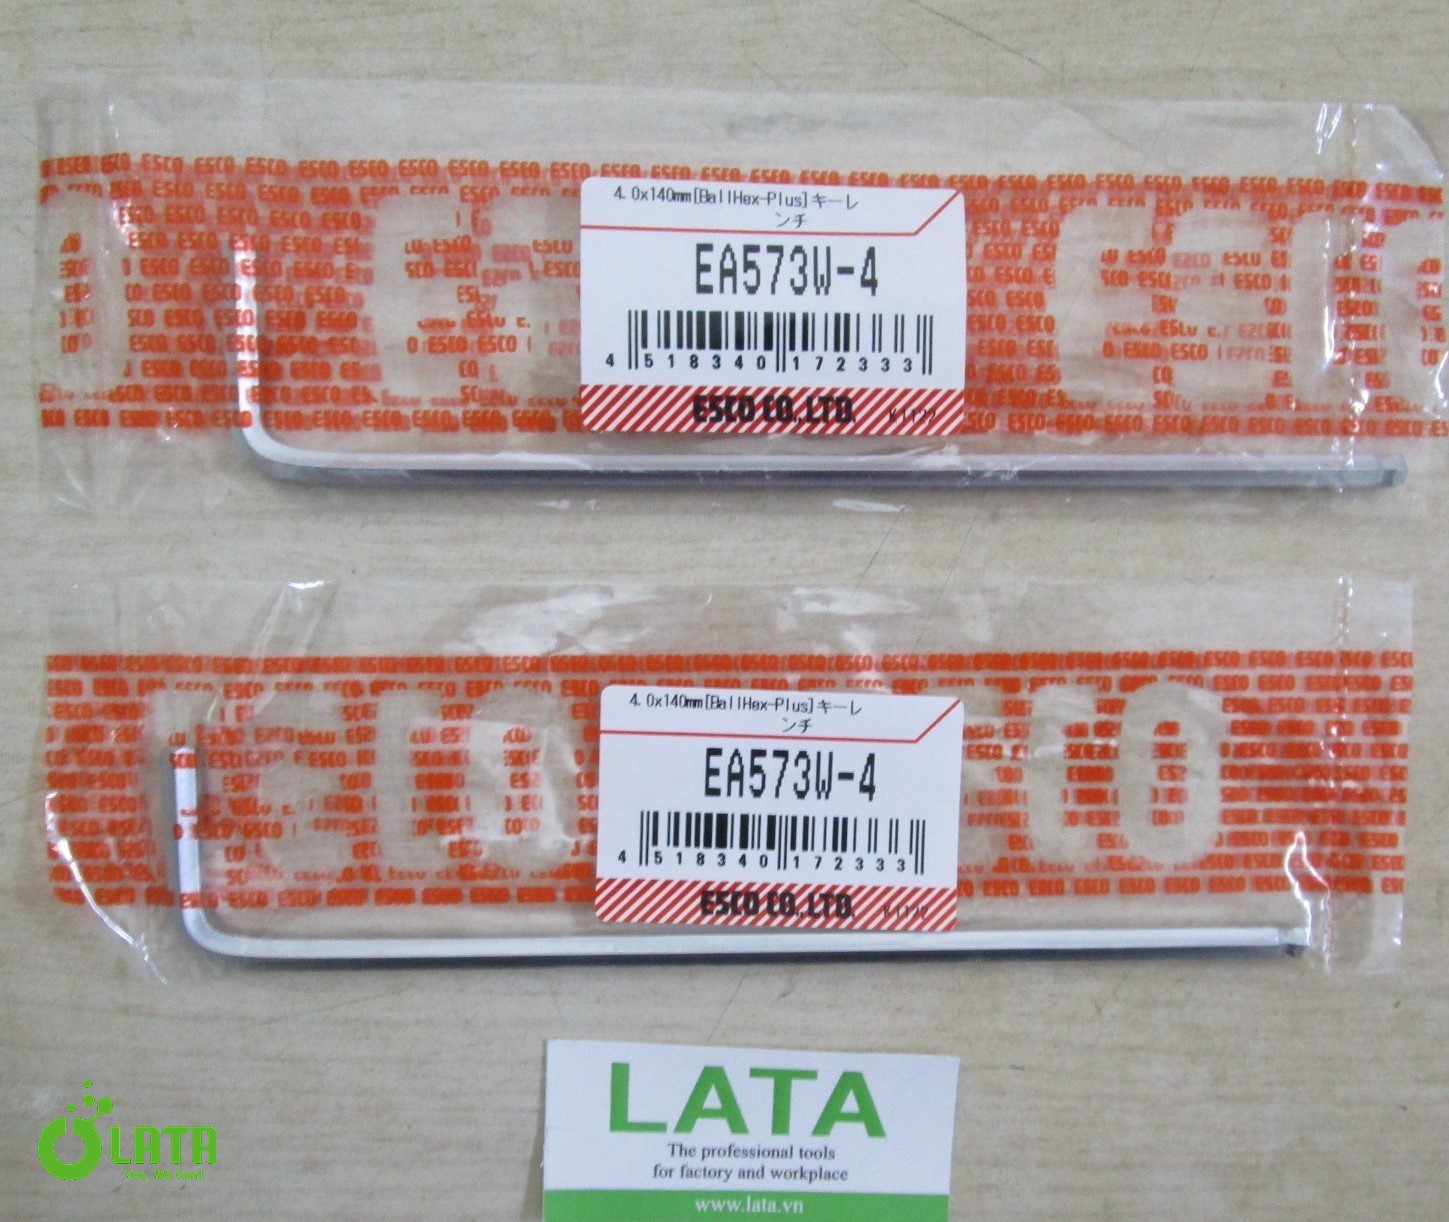 4.0x140mm[BallHex-Plus]キーレ
ンチ
EA573W-4
4 518340 172333
ESCO CO.,LTD. K1122
4.0x140mm[BallHex-Plus]キーレ
ンチ
EA573W-4
4 518340 172333
ESCO CO.,LTD. K1122
LATA
The professional tools
for factory and workplace
www.lata.vn
LATA